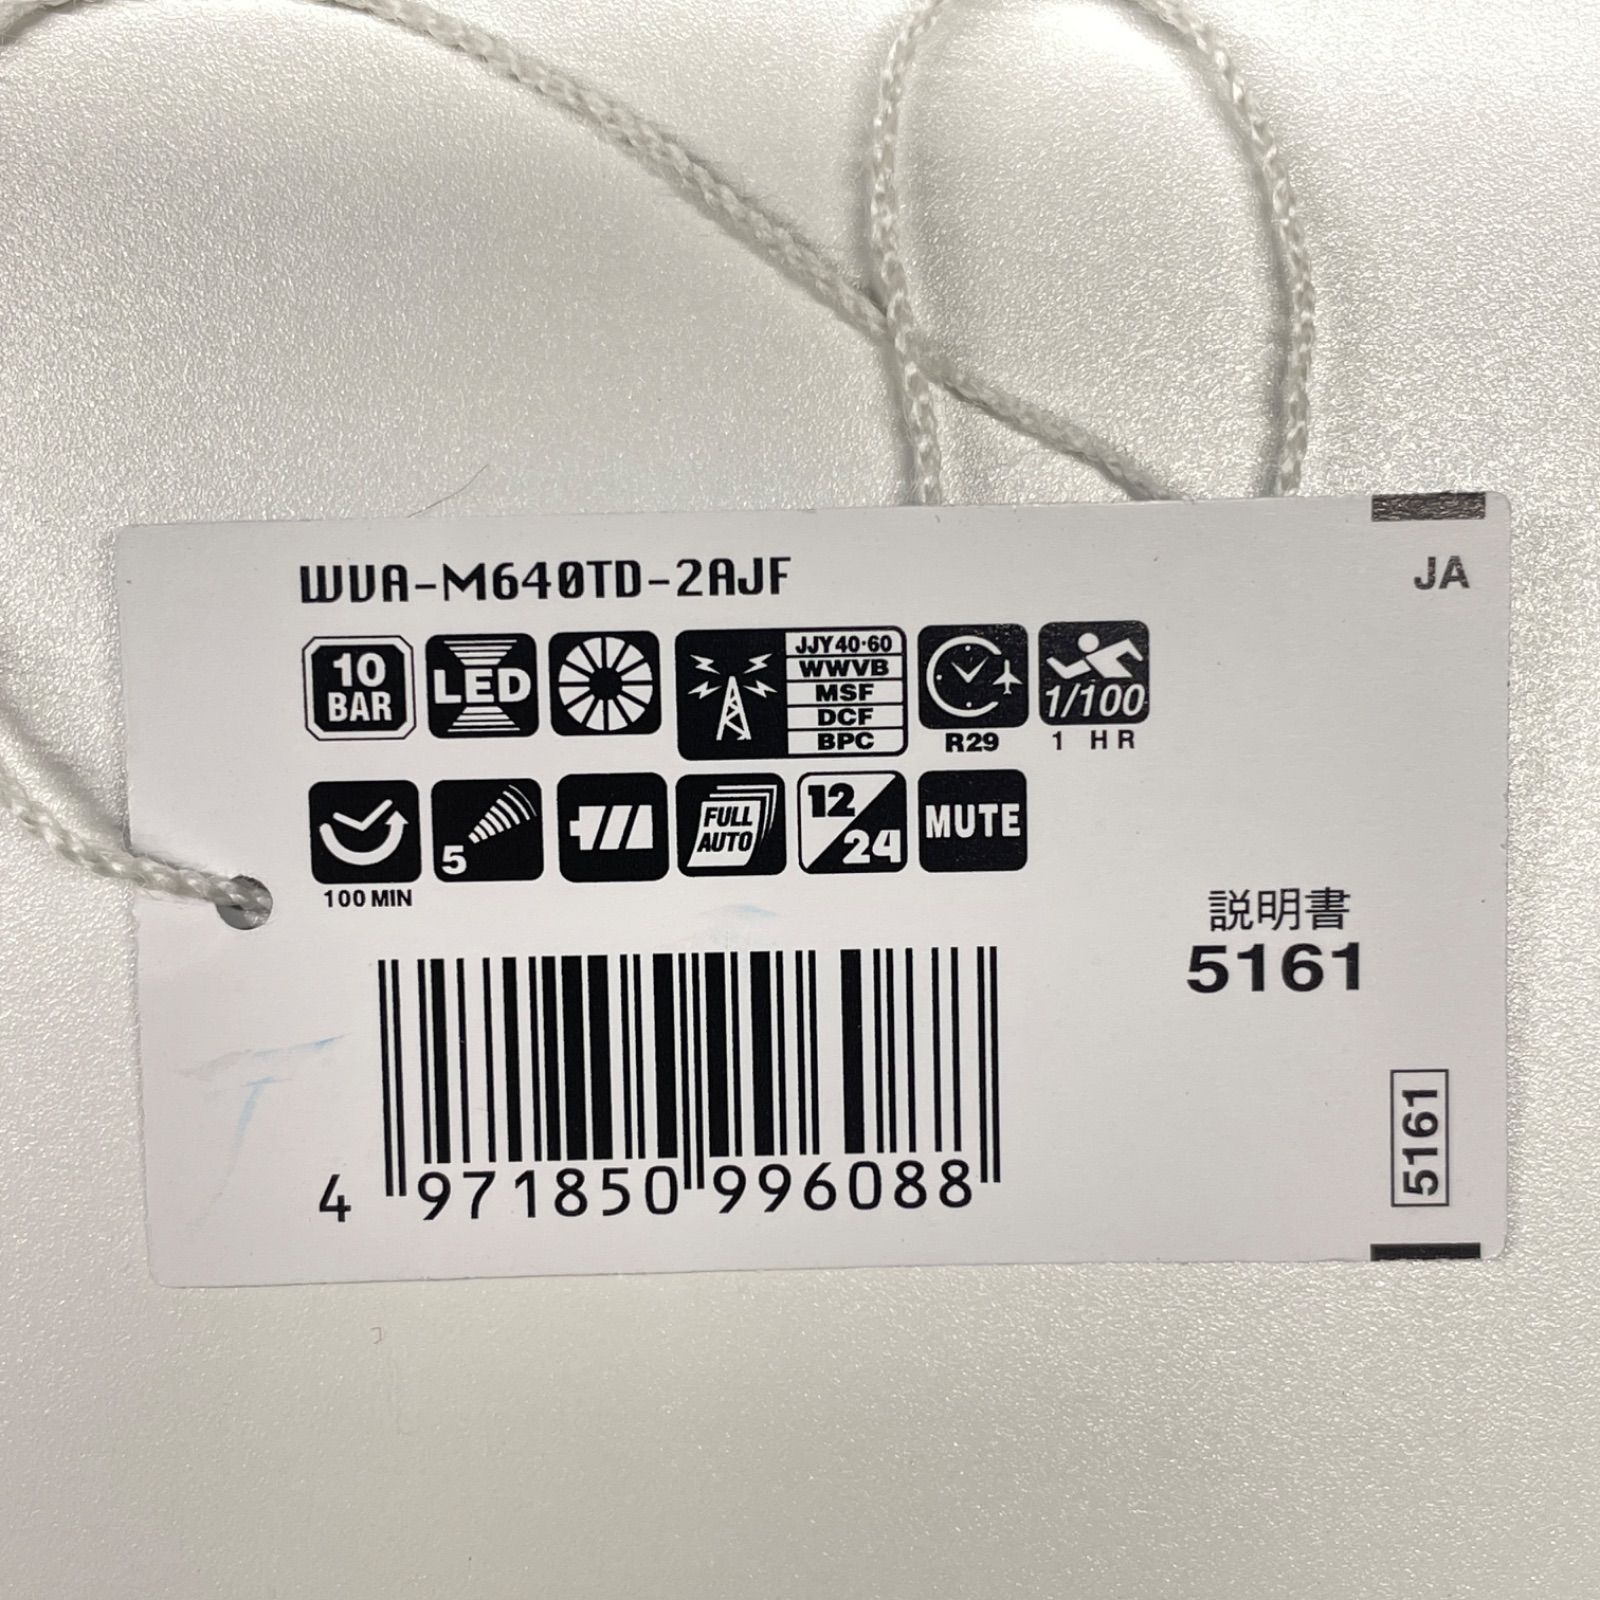 WVA-M640TD-2AJF
JA
10
BAR
LED
JJY40·60
WWVB
MSF
DCF
BPC
R29
1/100
1 HR
100 MIN
5
FULL
AUTO
12/24
MUTE
説明書
5161
4 971850 996088
5161